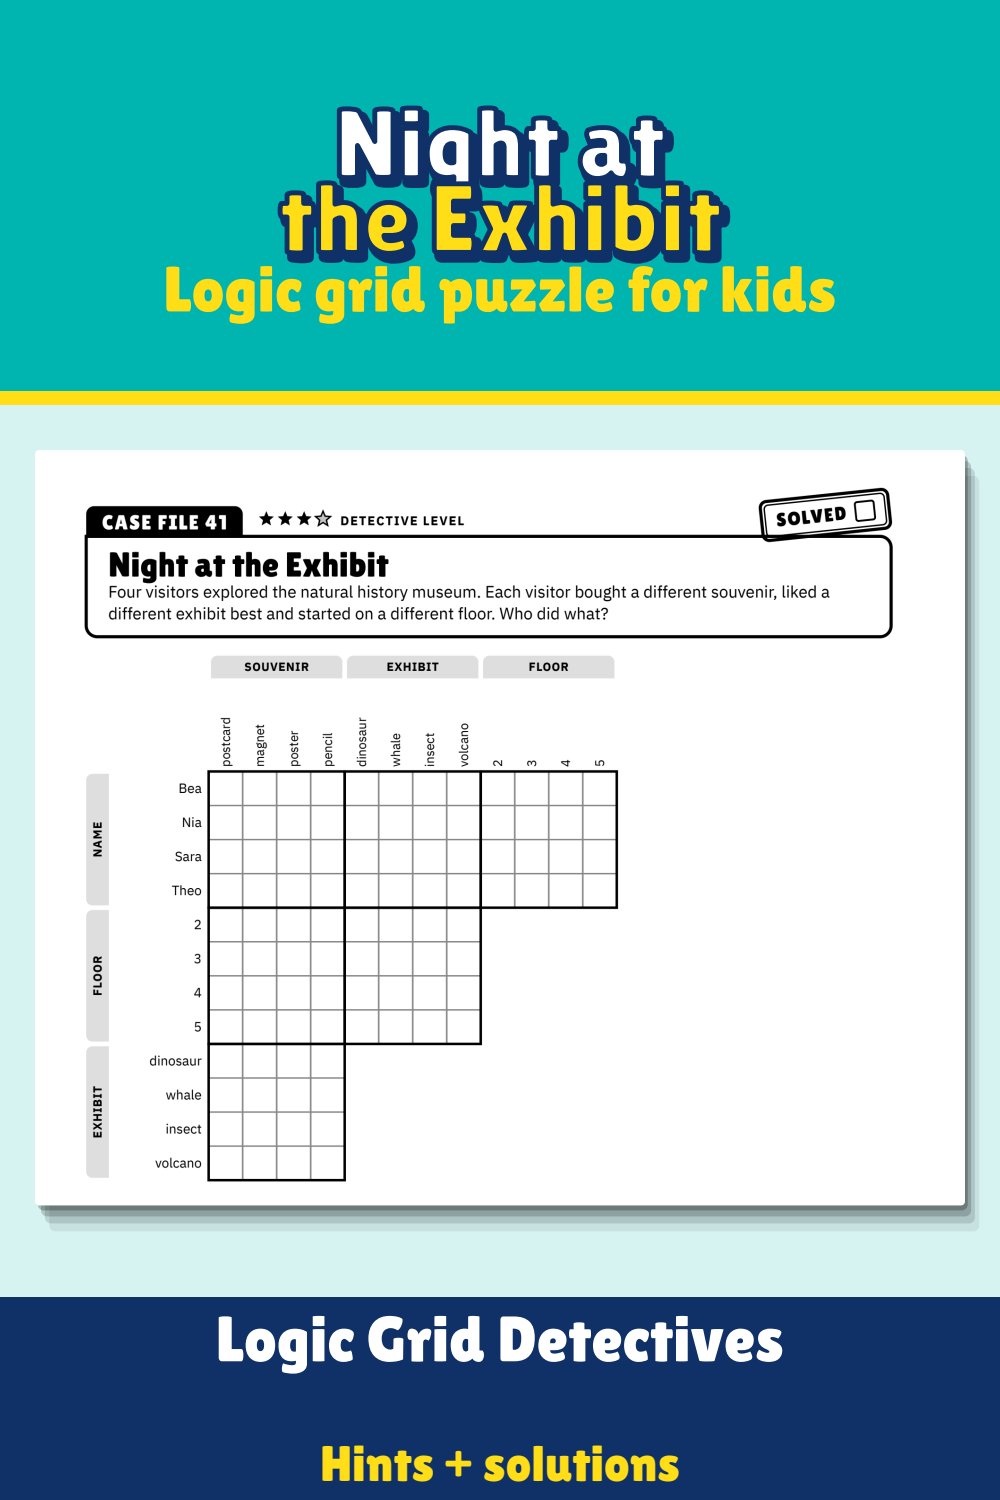 Night at
the Exhibit
Logic grid puzzle for kids
CASE FILE 41
DETECTIVE LEVEL
SOLVED
Night at the Exhibit
Four visitors explored the natural history museum. Each visitor bought a different souvenir, liked a
different exhibit best and started on a different floor. Who did what?
SOUVENIR EXHIBIT FLOOR
postcard magnet poster pencil dinosaur whale insect volcano 2 3 4 5
NAME
Bea
Nia
Sara
Theo
FLOOR
2
3
4
5
EXHIBIT
dinosaur
whale
insect
volcano
Logic Grid Detectives
Hints + solutions